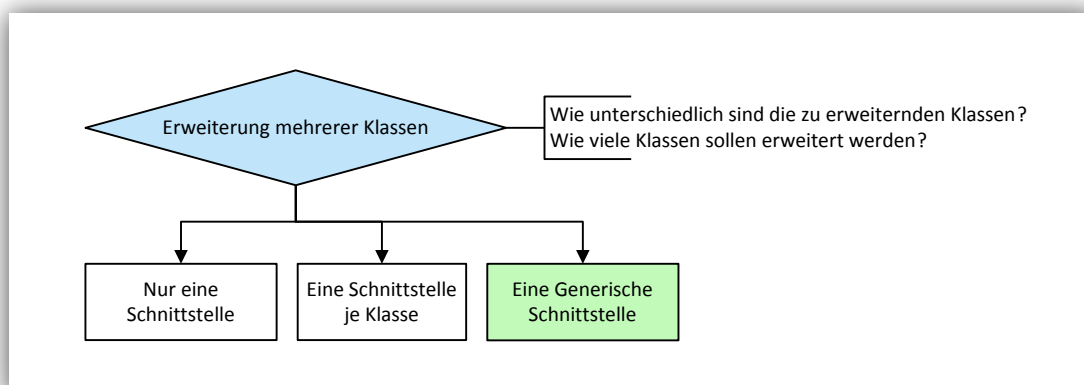 Erweiterung mehrerer Klassen
Wie unterschiedlich sind die zu erweiternden Klassen?
Wie viele Klassen sollen erweitert werden?
Nur eine
Schnittstelle
Eine Schnittstelle
je Klasse
Eine Generische
Schnittstelle